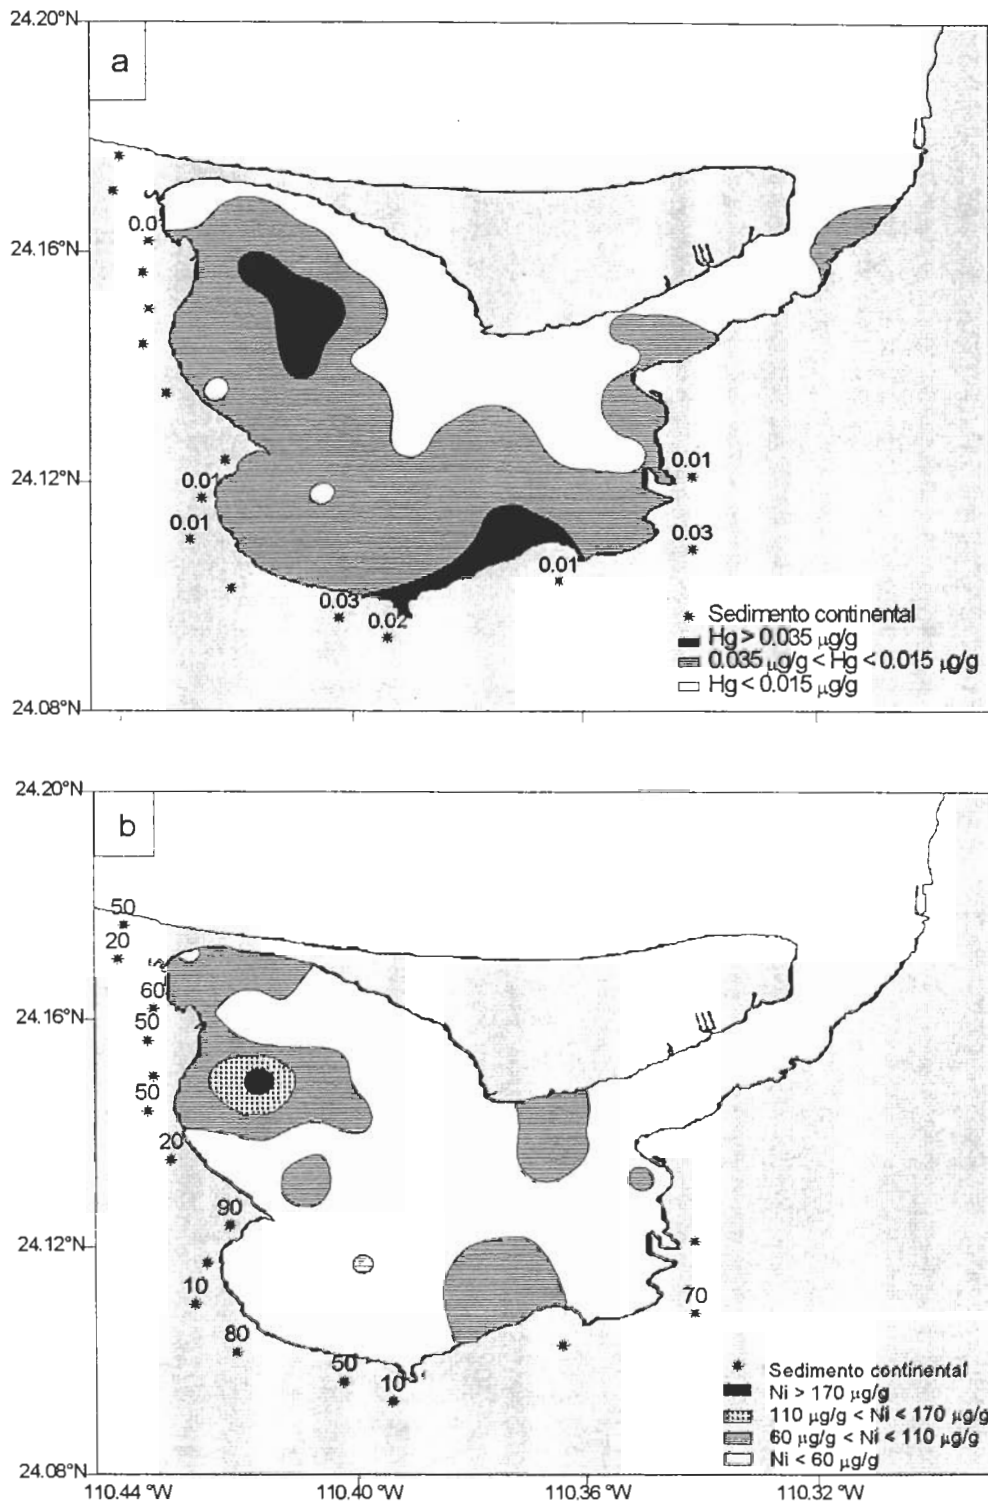 24.20°N
a
0.0
24.16°N
0.01
24.12°N
0.01
0.01
0.03
0.01
0.03
0.02
Sedimento continental
Hg > 0.035 µg/g
0.035 µg/g < Hg < 0.015 µg/g
Hg < 0.015 µg/g
24.08°N
24.20°N
b
50
20
60
24.16°N
50
50
20
90
24.12°N
10
70
80
50
10
Sedimento continental
Ni > 170 µg/g
110 µg/g < Ni < 170 µg/g
60 µg/g < Ni < 110 µg/g
Ni < 60 µg/g
24.08°N
110.44°W 110.40°W 110.36°W 110.32°W